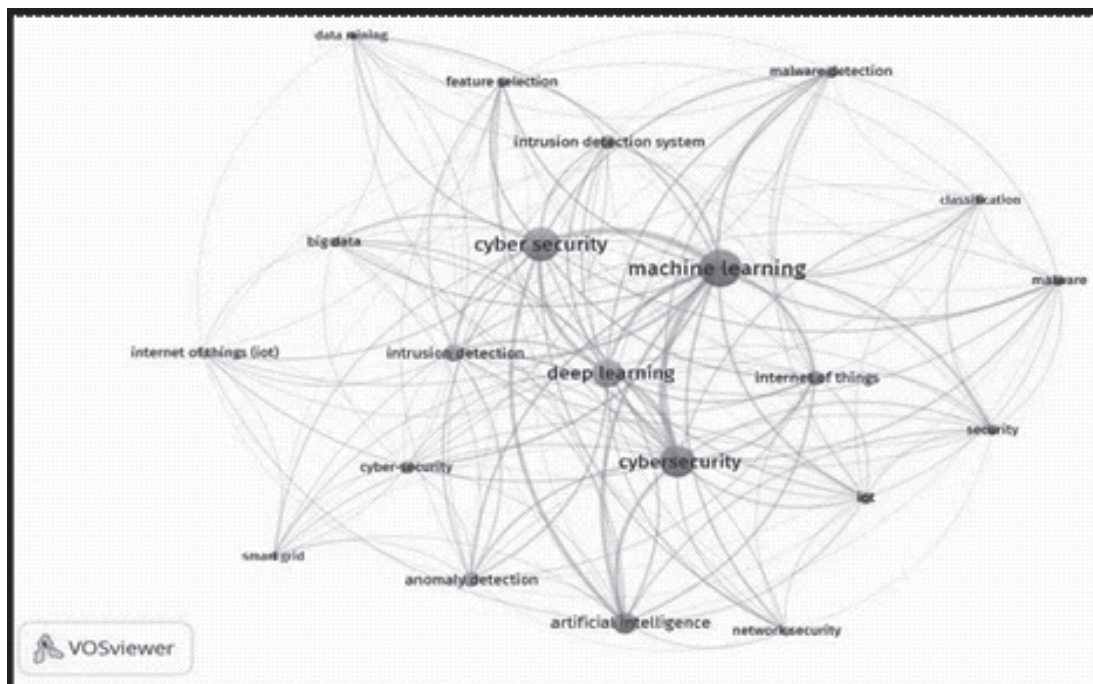 data mining
feature selection
malware detection
intrusion detection system
classification
big data
cyber security
machine learning
malware
internet of things (iot)
intrusion detection
deep learning
internet of things
security
cyber-security
cybersecurity
iot
smart grid
anomaly detection
artificial intelligence
network security
VOSviewer